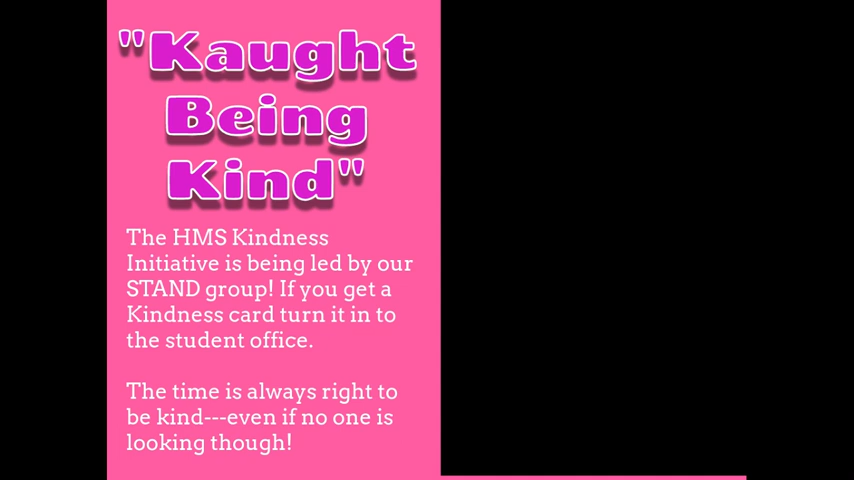 "Kaught
Being
Kind"
The HMS Kindness
Initiative is being led by our
STAND group! If you get a
Kindness card turn it in to
the student office.
The time is always right to
be kind---even if no one is
looking though!